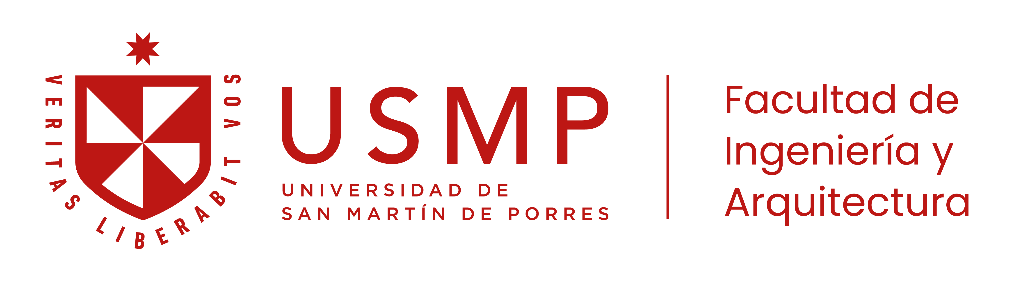 VERITAS LIBERABIT VOS
USMP
UNIVERSIDAD DE
SAN MARTÍN DE PORRES
Facultad de
Ingeniería y
Arquitectura